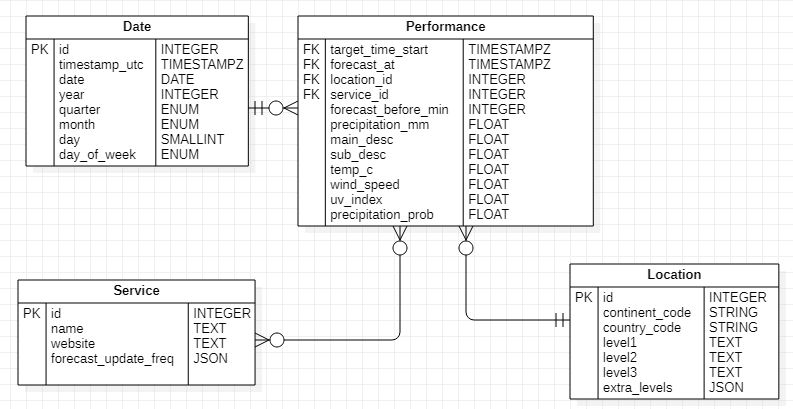 Date
PK id INTEGER
timestamp_utc TIMESTAMPZ
date DATE
year INTEGER
quarter ENUM
month ENUM
day SMALLINT
day_of_week ENUM
Performance
FK target_time_start TIMESTAMPZ
FK forecast_at TIMESTAMPZ
FK location_id INTEGER
FK service_id INTEGER
forecast_before_min INTEGER
precipitation_mm FLOAT
main_desc FLOAT
sub_desc FLOAT
temp_c FLOAT
wind_speed FLOAT
uv_index FLOAT
precipitation_prob FLOAT
Service
PK id INTEGER
name TEXT
website TEXT
forecast_update_freq JSON
Location
PK id INTEGER
continent_code STRING
country_code STRING
level1 TEXT
level2 TEXT
level3 TEXT
extra_levels JSON